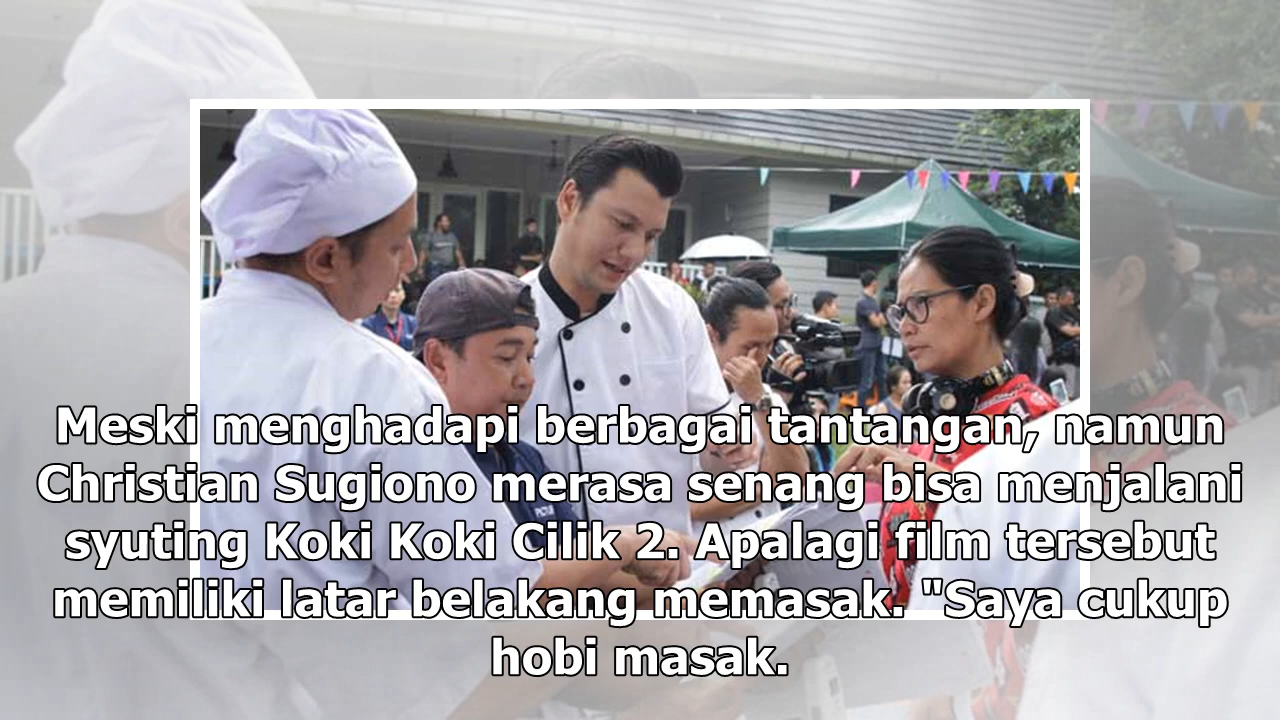 Meski menghadapi berbagai tantangan, namun
Christian Sugiono merasa senang bisa menjalani
syuting Koki Koki Cilik 2. Apalagi film tersebut
memiliki latar belakang memasak. "Saya cukup
hobi masak.